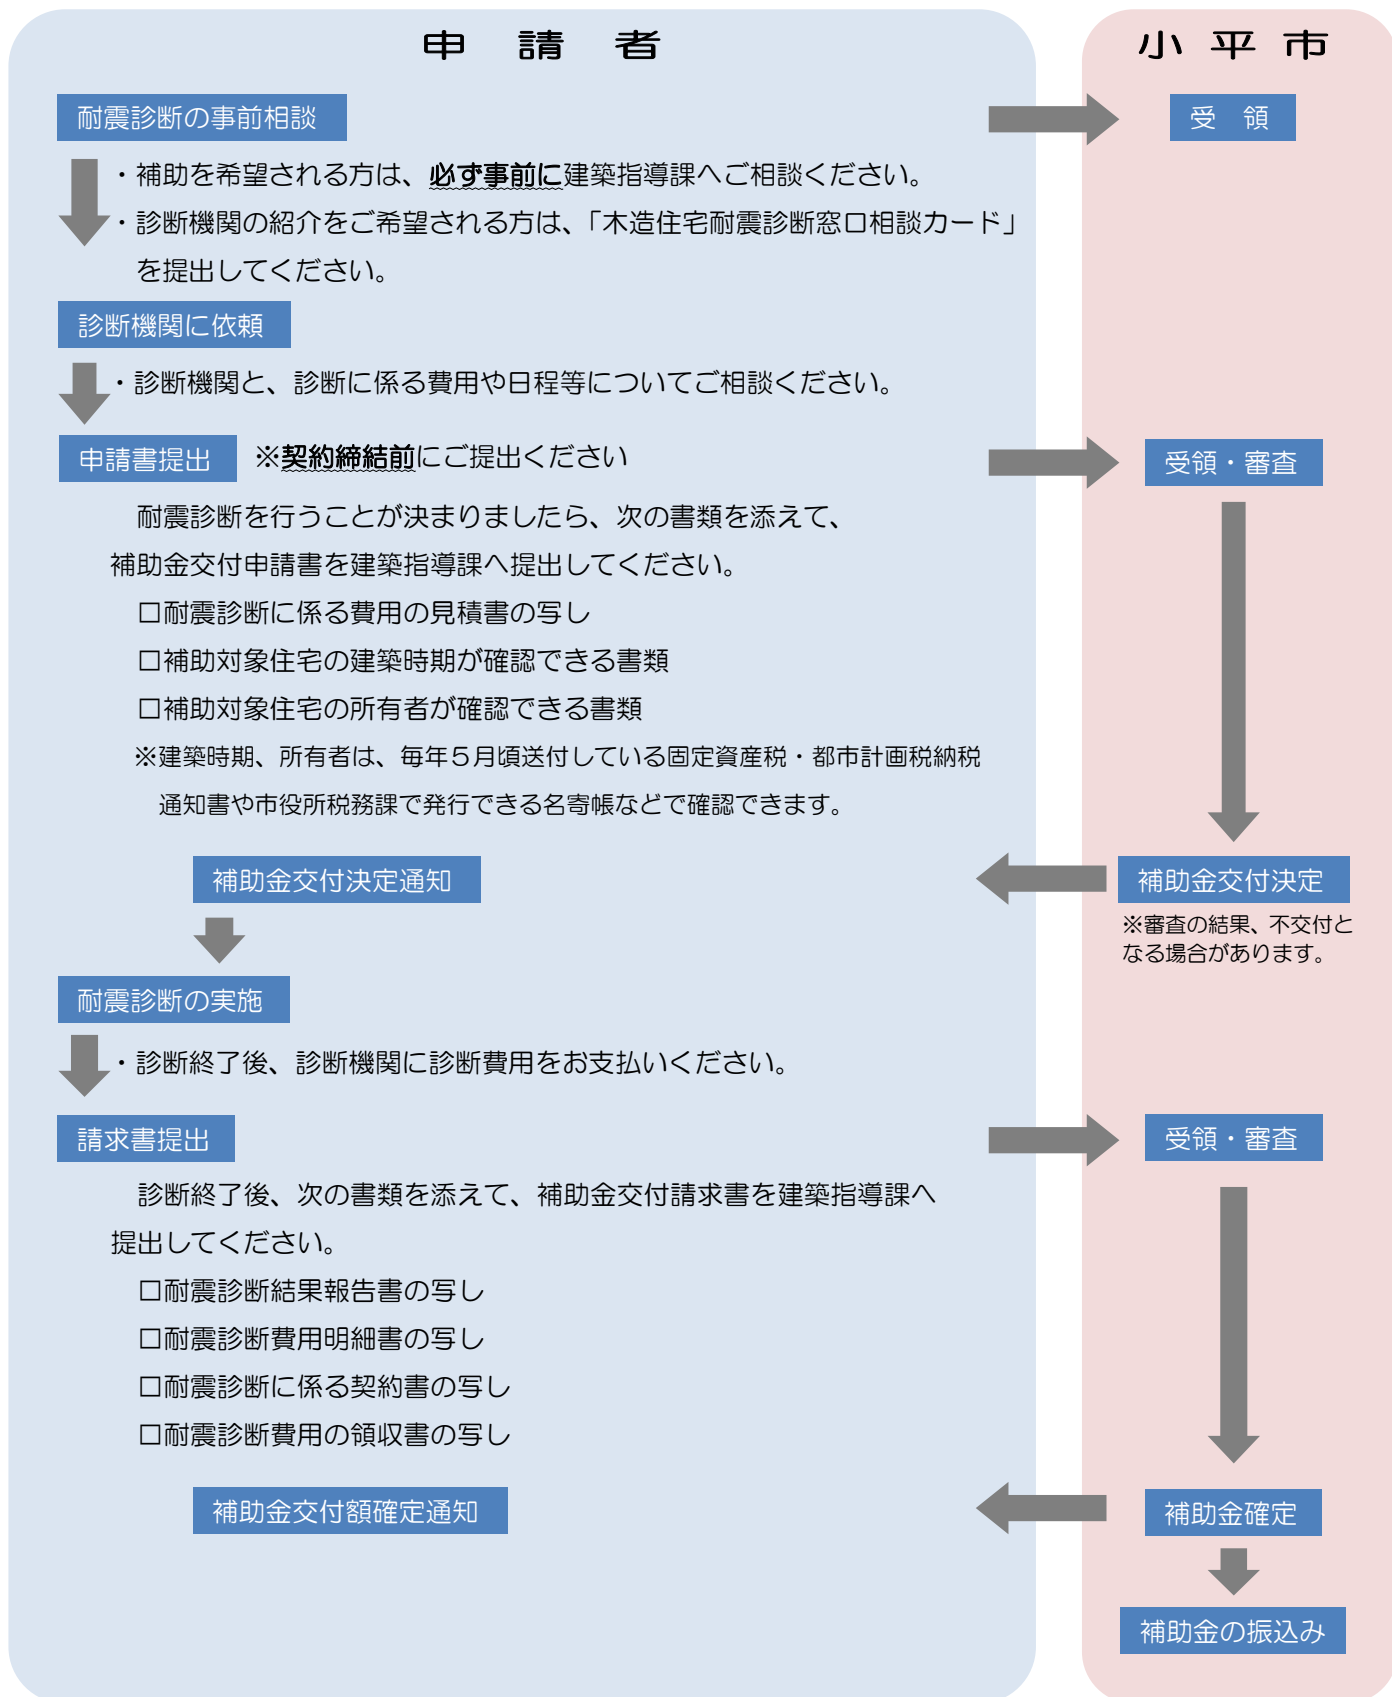 申　請　者
小 平 市
耐震診断の事前相談
受　領
・補助を希望される方は、必ず事前に建築指導課へご相談ください。
・診断機関の紹介をご希望される方は、「木造住宅耐震診断窓口相談カード」
を提出してください。
診断機関に依頼
・診断機関と、診断に係る費用や日程等についてご相談ください。
申請書提出
※契約締結前にご提出ください
受領・審査
耐震診断を行うことが決まりましたら、次の書類を添えて、
補助金交付申請書を建築指導課へ提出してください。
□耐震診断に係る費用の見積書の写し
□補助対象住宅の建築時期が確認できる書類
□補助対象住宅の所有者が確認できる書類
※建築時期、所有者は、毎年５月頃送付している固定資産税・都市計画税納税
通知書や市役所税務課で発行できる名寄帳などで確認できます。
補助金交付決定通知
補助金交付決定
※審査の結果、不交付と
なる場合があります。
耐震診断の実施
・診断終了後、診断機関に診断費用をお支払いください。
請求書提出
受領・審査
診断終了後、次の書類を添えて、補助金交付請求書を建築指導課へ
提出してください。
□耐震診断結果報告書の写し
□耐震診断費用明細書の写し
□耐震診断に係る契約書の写し
□耐震診断費用の領収書の写し
補助金交付額確定通知
補助金確定
補助金の振込み